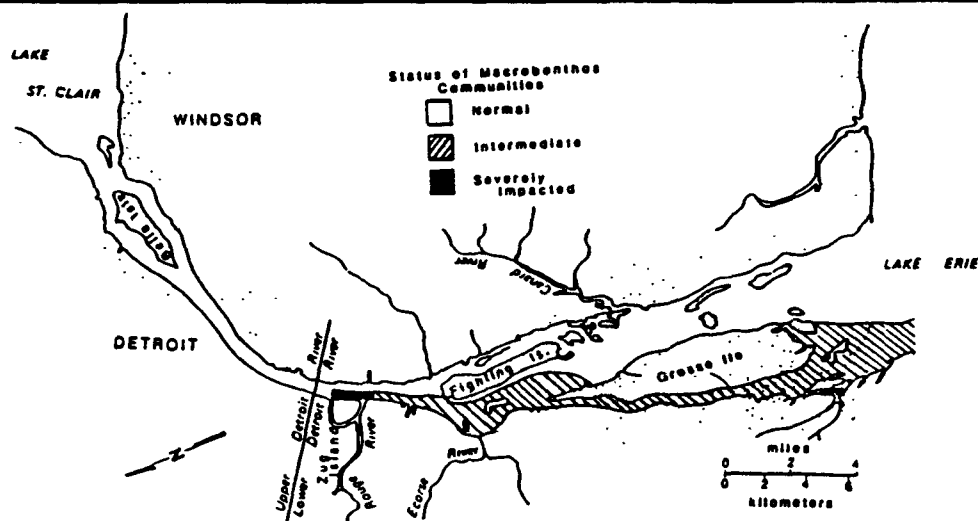 LAKE
ST. CLAIR
Status of Macrobenthos
Communities
Normal
Intermediate
Severely
Impacted
WINDSOR
Belle Isle
River
Canard
LAKE ERIE
DETROIT
Fighting Is.
Grosse Ile
River
River
Detroit
Detroit
Upper
Lower
Zug
Island
River
Rouge
River
Ecorse
N
miles
0 2 4
0 2 4 6
kilometers